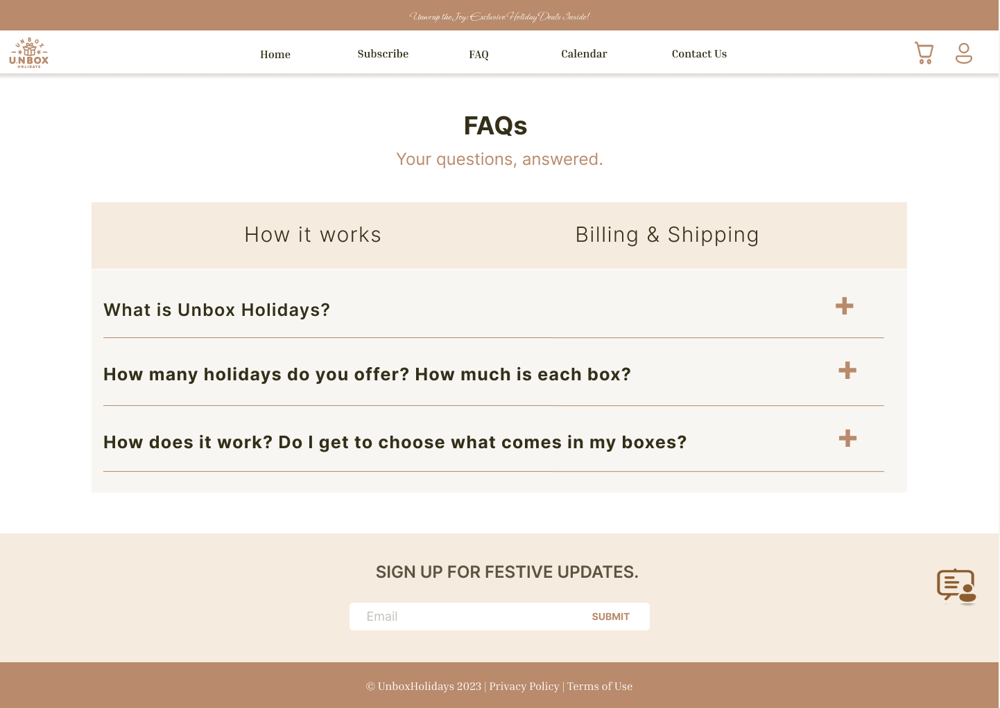 Unwrap the Joy: Exclusive Holiday Deals Inside!
UNBOX
U.NBOX
HOLIDAYS
Home
Subscribe
FAQ
Calendar
Contact Us
FAQs
Your questions, answered.
How it works
Billing & Shipping
What is Unbox Holidays?
How many holidays do you offer? How much is each box?
How does it work? Do I get to choose what comes in my boxes?
SIGN UP FOR FESTIVE UPDATES.
Email
SUBMIT
© UnboxHolidays 2023 | Privacy Policy | Terms of Use